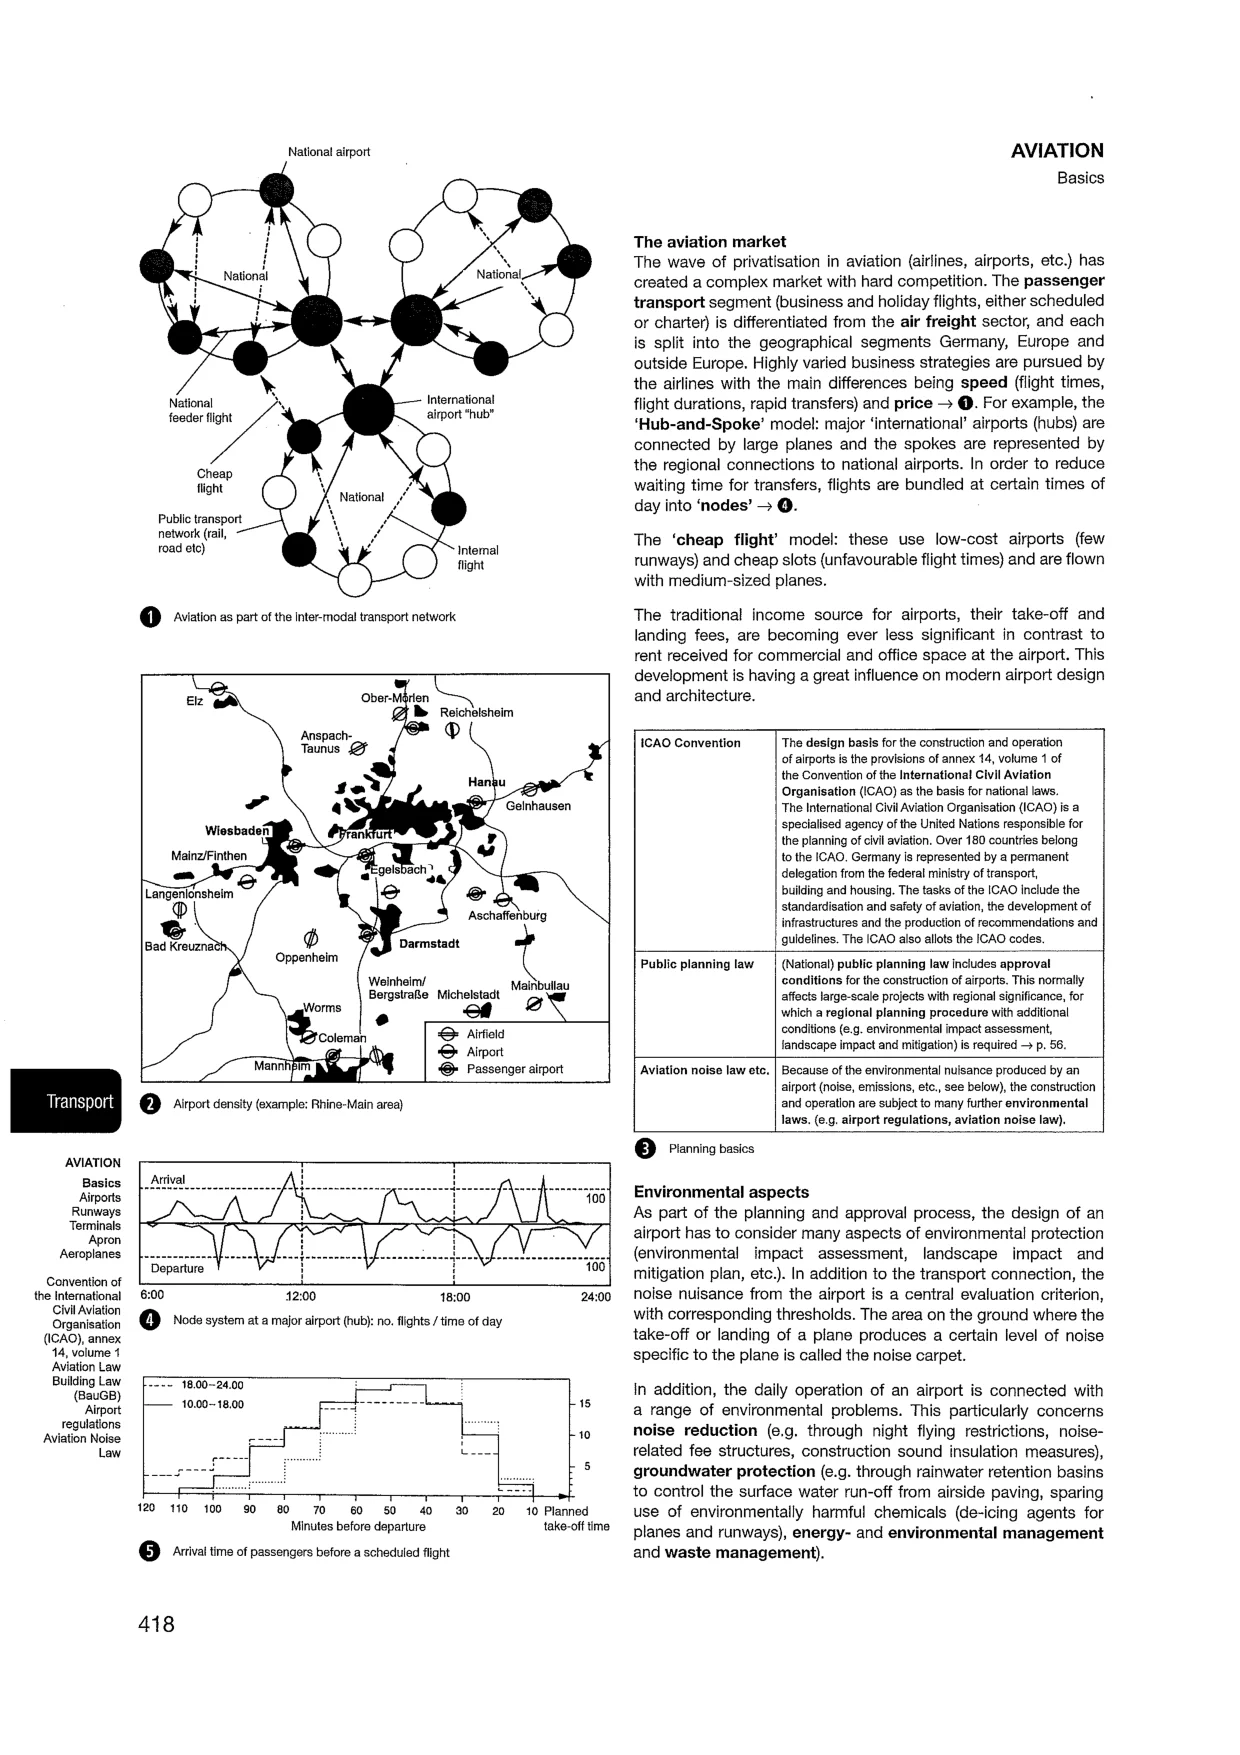 AVIATION
Basics
National airport
National
National
National
feeder flight
International
airport "hub"
Cheap
flight
National
Public transport
network (rail,
road etc)
Internal
flight
1 Aviation as part of the inter-modal transport network
Elz
Ober-Mörlen
Reichelsheim
Anspach-
Taunus
Hanau
Gelnhausen
Wiesbaden
Frankfurt
Mainz/Finthen
Egelsbach
Langenlonsheim
Aschaffenburg
Bad Kreuznach
Darmstadt
Oppenheim
Weinheim/
Bergstraße
Michelstadt
Mainbullau
Worms
Coleman
Mannheim
Airfield
Airport
Passenger airport
2 Airport density (example: Rhine-Main area)
Transport
AVIATION
Basics
Airports
Runways
Terminals
Apron
Aeroplanes
Convention of
the International
Civil Aviation
Organisation
(ICAO), annex
14, volume 1
Aviation Law
Building Law
(BauGB)
Airport
regulations
Aviation Noise
Law
Arrival
100
Departure
100
6:00 12:00 18:00 24:00
4 Node system at a major airport (hub): no. flights / time of day
18.00–24.00
10.00–18.00
15
10
5
120 110 100 90 80 70 60 50 40 30 20 10 Planned
Minutes before departure take-off time
5 Arrival time of passengers before a scheduled flight
418
The aviation market
The wave of privatisation in aviation (airlines, airports, etc.) has
created a complex market with hard competition. The passenger
transport segment (business and holiday flights, either scheduled
or charter) is differentiated from the air freight sector, and each
is split into the geographical segments Germany, Europe and
outside Europe. Highly varied business strategies are pursued by
the airlines with the main differences being speed (flight times,
flight durations, rapid transfers) and price → 1. For example, the
‘Hub-and-Spoke’ model: major ‘international’ airports (hubs) are
connected by large planes and the spokes are represented by
the regional connections to national airports. In order to reduce
waiting time for transfers, flights are bundled at certain times of
day into ‘nodes’ → 4.
The ‘cheap flight’ model: these use low-cost airports (few
runways) and cheap slots (unfavourable flight times) and are flown
with medium-sized planes.
The traditional income source for airports, their take-off and
landing fees, are becoming ever less significant in contrast to
rent received for commercial and office space at the airport. This
development is having a great influence on modern airport design
and architecture.
ICAO Convention
The design basis for the construction and operation
of airports is the provisions of annex 14, volume 1 of
the Convention of the International Civil Aviation
Organisation (ICAO) as the basis for national laws.
The International Civil Aviation Organisation (ICAO) is a
specialised agency of the United Nations responsible for
the planning of civil aviation. Over 180 countries belong
to the ICAO. Germany is represented by a permanent
delegation from the federal ministry of transport,
building and housing. The tasks of the ICAO include the
standardisation and safety of aviation, the development of
infrastructures and the production of recommendations and
guidelines. The ICAO also allots the ICAO codes.
Public planning law
(National) public planning law includes approval
conditions for the construction of airports. This normally
affects large-scale projects with regional significance, for
which a regional planning procedure with additional
conditions (e.g. environmental impact assessment,
landscape impact and mitigation) is required → p. 56.
Aviation noise law etc.
Because of the environmental nuisance produced by an
airport (noise, emissions, etc., see below), the construction
and operation are subject to many further environmental
laws. (e.g. airport regulations, aviation noise law).
3 Planning basics
Environmental aspects
As part of the planning and approval process, the design of an
airport has to consider many aspects of environmental protection
(environmental impact assessment, landscape impact and
mitigation plan, etc.). In addition to the transport connection, the
noise nuisance from the airport is a central evaluation criterion,
with corresponding thresholds. The area on the ground where the
take-off or landing of a plane produces a certain level of noise
specific to the plane is called the noise carpet.
In addition, the daily operation of an airport is connected with
a range of environmental problems. This particularly concerns
noise reduction (e.g. through night flying restrictions, noise-
related fee structures, construction sound insulation measures),
groundwater protection (e.g. through rainwater retention basins
to control the surface water run-off from airside paving, sparing
use of environmentally harmful chemicals (de-icing agents for
planes and runways), energy- and environmental management
and waste management).